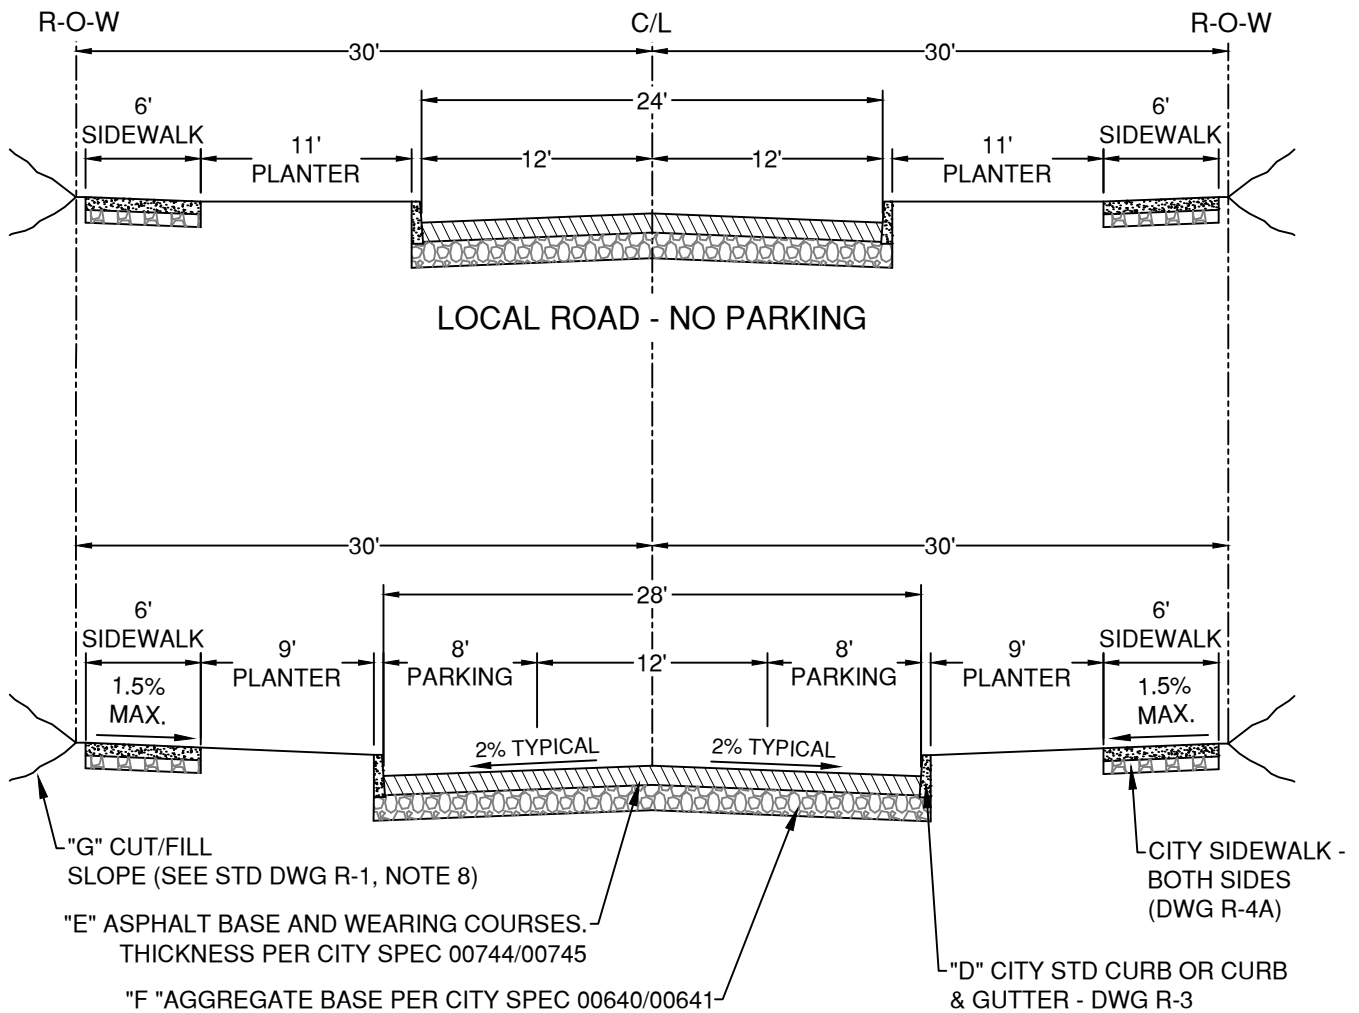 R-O-W
C/L
R-O-W
30'
30'
24'
6'
SIDEWALK
11'
PLANTER
12'
12'
11'
PLANTER
6'
SIDEWALK
LOCAL ROAD - NO PARKING
30'
30'
28'
6'
SIDEWALK
9'
PLANTER
8'
PARKING
12'
8'
PARKING
9'
PLANTER
6'
SIDEWALK
1.5%
MAX.
2% TYPICAL
2% TYPICAL
1.5%
MAX.
"G" CUT/FILL
SLOPE (SEE STD DWG R-1, NOTE 8)
"E" ASPHALT BASE AND WEARING COURSES.
THICKNESS PER CITY SPEC 00744/00745
"F "AGGREGATE BASE PER CITY SPEC 00640/00641
CITY SIDEWALK -
BOTH SIDES
(DWG R-4A)
"D" CITY STD CURB OR CURB
& GUTTER - DWG R-3